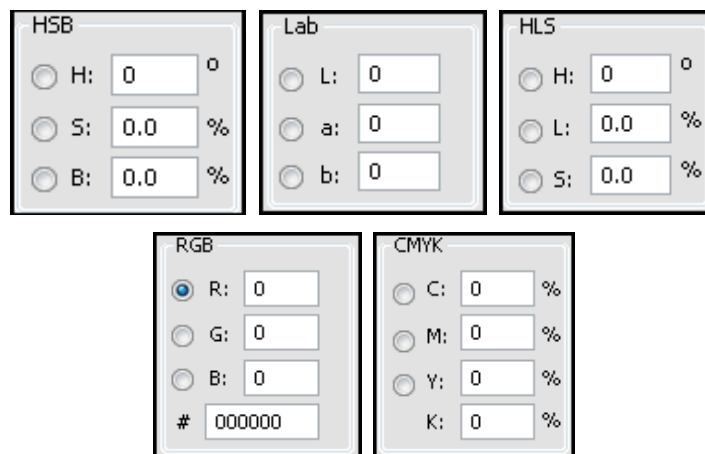 HSB
H: 0 °
S: 0.0 %
B: 0.0 %
Lab
L: 0
a: 0
b: 0
HLS
H: 0 °
L: 0.0 %
S: 0.0 %
RGB
R: 0
G: 0
B: 0
# 000000
CMYK
C: 0 %
M: 0 %
Y: 0 %
K: 0 %